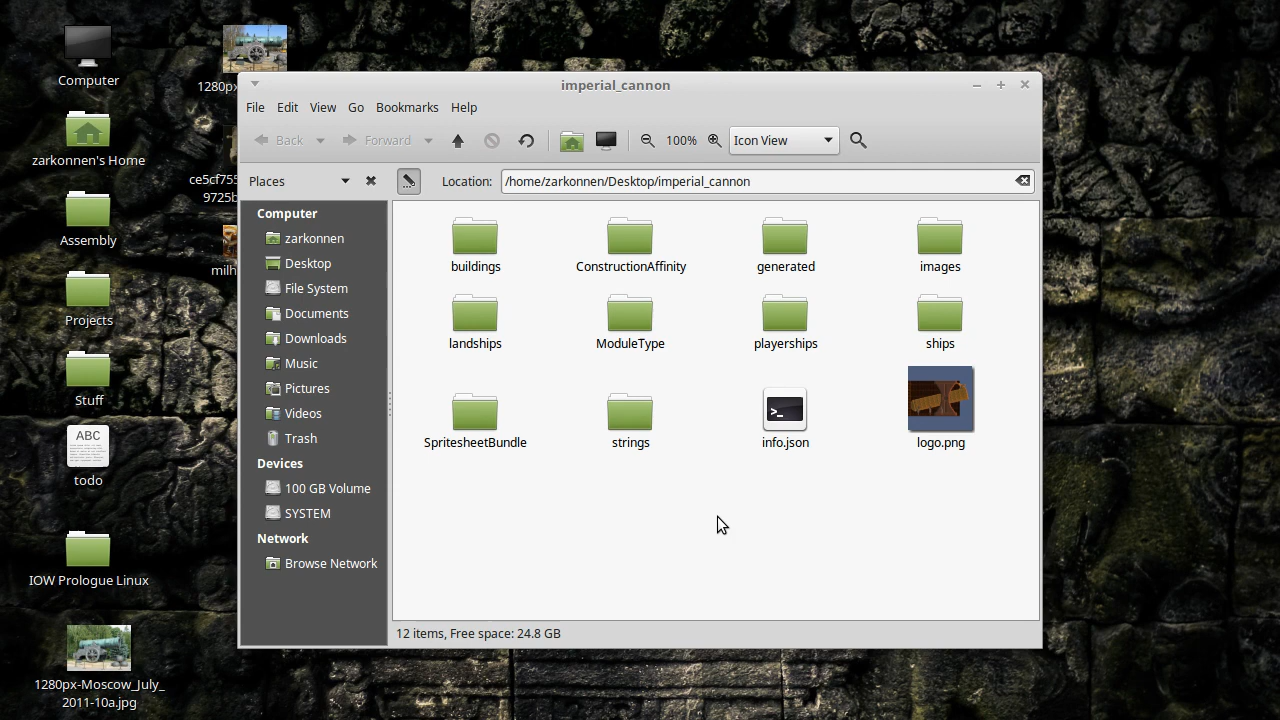 Computer
zarkonnen's Home
Assembly
Projects
Stuff
ABC
todo
IOW Prologue Linux
1280px-Moscow_July_
2011-10a.jpg
1280px
ce5cf755
9725b
milh
imperial_cannon
File Edit View Go Bookmarks Help
Back Forward 100% Icon View
Places Location: /home/zarkonnen/Desktop/imperial_cannon
Computer
zarkonnen
Desktop
File System
Documents
Downloads
Music
Pictures
Videos
Trash
Devices
100 GB Volume
SYSTEM
Network
Browse Network
buildings ConstructionAffinity generated images
landships ModuleType playerships ships
SpritesheetBundle strings info.json logo.png
12 items, Free space: 24.8 GB